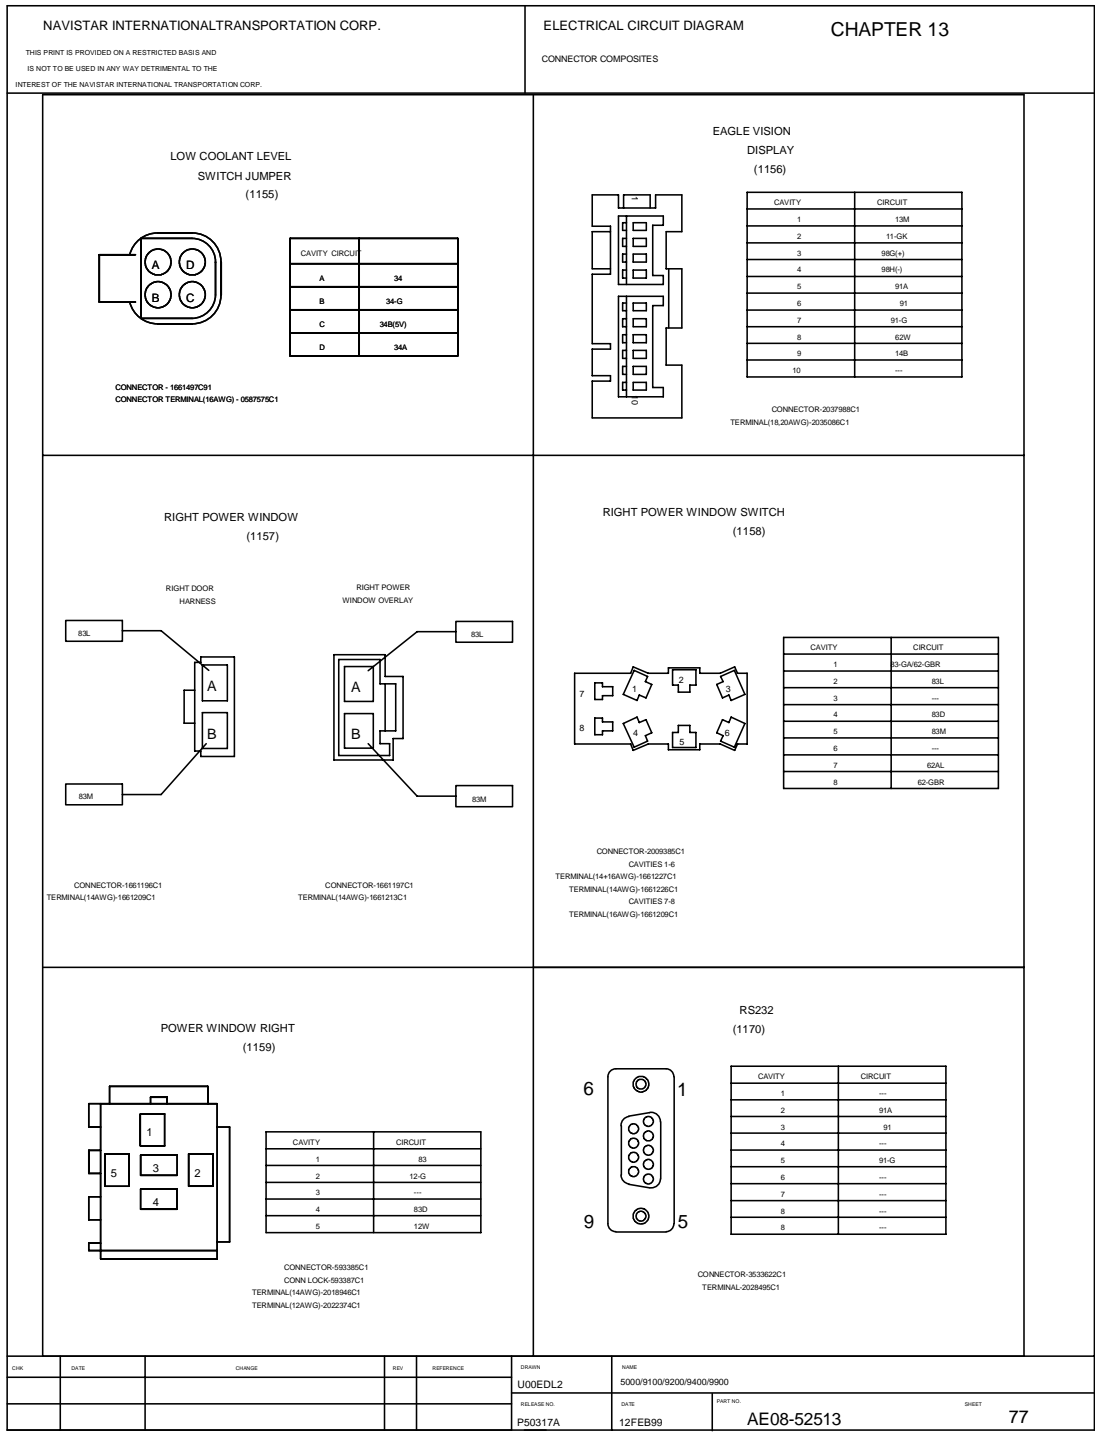 NAVISTAR INTERNATIONALTRANSPORTATION CORP.
THIS PRINT IS PROVIDED ON A RESTRICTED BASIS AND
IS NOT TO BE USED IN ANY WAY DETRIMENTAL TO THE
INTEREST OF THE NAVISTAR INTERNATIONAL TRANSPORTATION CORP.
ELECTRICAL CIRCUIT DIAGRAM
CHAPTER 13
CONNECTOR COMPOSITES
LOW COOLANT LEVEL
SWITCH JUMPER
(1155)
A D
B C
CAVITY CIRCUIT
A 34
B 34-G
C 34B(5V)
D 34A
CONNECTOR - 1661497C91
CONNECTOR TERMINAL(16AWG) - 0587575C1
EAGLE VISION
DISPLAY
(1156)
1
10
CAVITY CIRCUIT
1 13M
2 11-GK
3 98G(+)
4 98H(-)
5 91A
6 91
7 91-G
8 62W
9 14B
10 ---
CONNECTOR-2037988C1
TERMINAL(18,20AWG)-2035086C1
RIGHT POWER WINDOW
(1157)
RIGHT DOOR
HARNESS
RIGHT POWER
WINDOW OVERLAY
83L
83L
A
A
B
B
83M
83M
CONNECTOR-1661196C1
TERMINAL(14AWG)-1661209C1
CONNECTOR-1661197C1
TERMINAL(14AWG)-1661213C1
RIGHT POWER WINDOW SWITCH
(1158)
7 1 2 3
8 4 5 6
CAVITY CIRCUIT
1 83-GA/62-GBR
2 83L
3 ---
4 83D
5 83M
6 ---
7 62AL
8 62-GBR
CONNECTOR-2009385C1
CAVITIES 1-6
TERMINAL(14+16AWG)-1661227C1
TERMINAL(14AWG)-1661226C1
CAVITIES 7-8
TERMINAL(16AWG)-1661209C1
POWER WINDOW RIGHT
(1159)
1
5 3 2
4
CAVITY CIRCUIT
1 83
2 12-G
3 ---
4 83D
5 12W
CONNECTOR-593385C1
CONN LOCK-593387C1
TERMINAL(14AWG)-2018946C1
TERMINAL(12AWG)-2022374C1
RS232
(1170)
6 1
9 5
CAVITY CIRCUIT
1 ---
2 91A
3 91
4 ---
5 91-G
6 ---
7 ---
8 ---
8 ---
CONNECTOR-3533622C1
TERMINAL-2028495C1
CHK DATE CHANGE REV REFERENCE
DRAWN
U00EDL2
NAME
5000/9100/9200/9400/9900
RELEASE NO.
P50317A
DATE
12FEB99
PART NO.
AE08-52513
SHEET
77